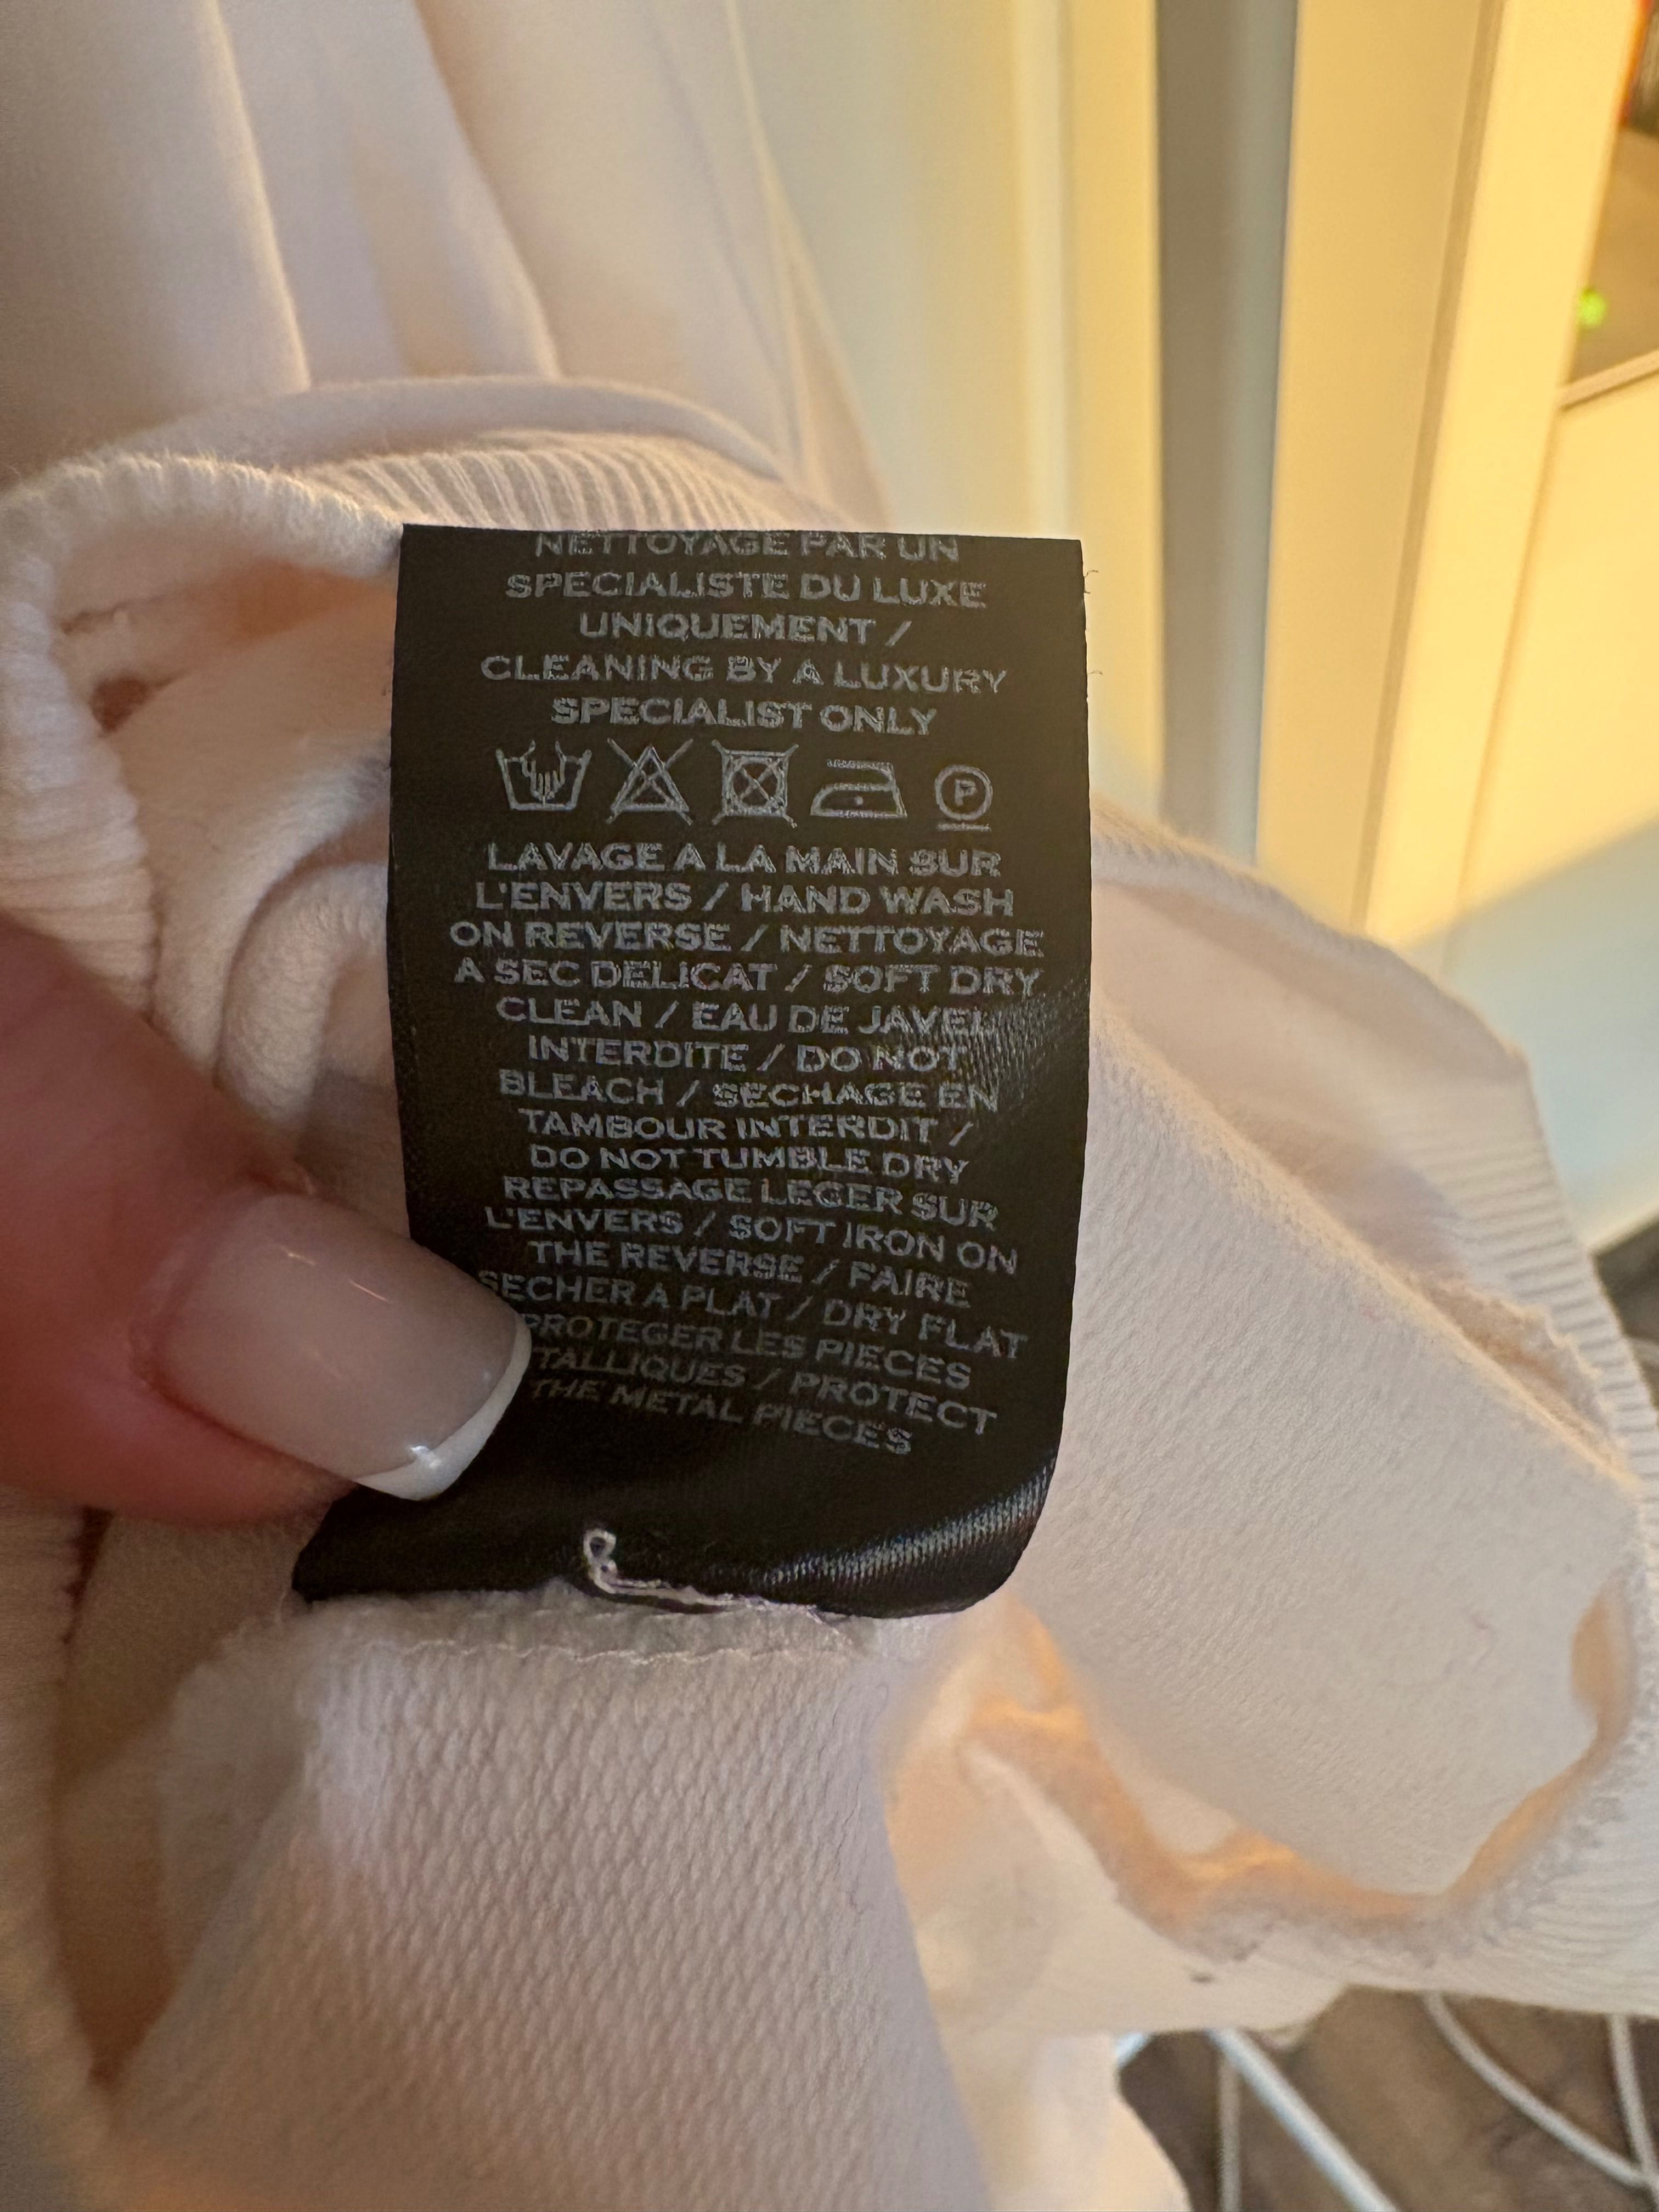 NETTOYAGE PAR UN
SPECIALISTE DU LUXE
UNIQUEMENT /
CLEANING BY A LUXURY
SPECIALIST ONLY
P
LAVAGE A LA MAIN SUR
L'ENVERS / HAND WASH
ON REVERSE / NETTOYAGE
A SEC DELICAT / SOFT DRY
CLEAN / EAU DE JAVEL
INTERDITE / DO NOT
BLEACH / SECHAGE EN
TAMBOUR INTERDIT /
DO NOT TUMBLE DRY
REPASSAGE LEGER SUR
L'ENVERS / SOFT IRON ON
THE REVERSE / FAIRE
SECHER A PLAT / DRY FLAT
PROTEGER LES PIECES
TALLIQUES / PROTECT
THE METAL PIECES